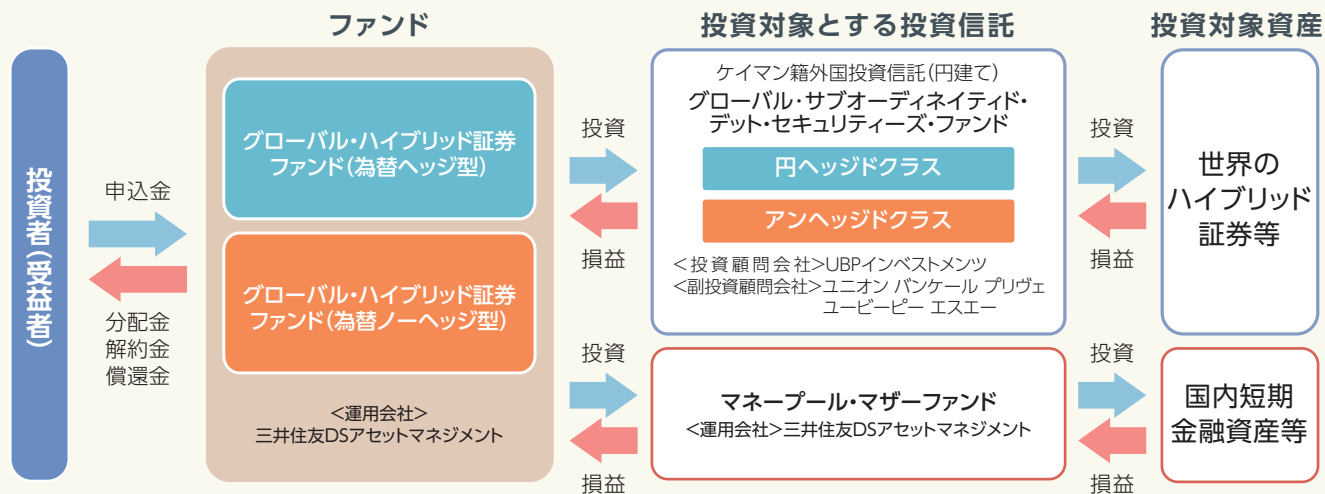 ファンド
投資対象とする投資信託
投資対象資産
投資者(受益者)
申込金
分配金
解約金
償還金
グローバル・ハイブリッド証券
ファンド(為替ヘッジ型)
グローバル・ハイブリッド証券
ファンド(為替ノーヘッジ型)
<運用会社>
三井住友DSアセットマネジメント
投資
損益
ケイマン籍外国投資信託(円建て)
グローバル・サブオーディネイティド・
デット・セキュリティーズ・ファンド
円ヘッジドクラス
アンヘッジドクラス
<投資顧問会社>UBPインベストメンツ
<副投資顧問会社>ユニオン バンケール プリヴェ
ユービーピー エスエー
投資
損益
世界の
ハイブリッド
証券等
投資
損益
マネープール・マザーファンド
<運用会社>三井住友DSアセットマネジメント
投資
損益
国内短期
金融資産等